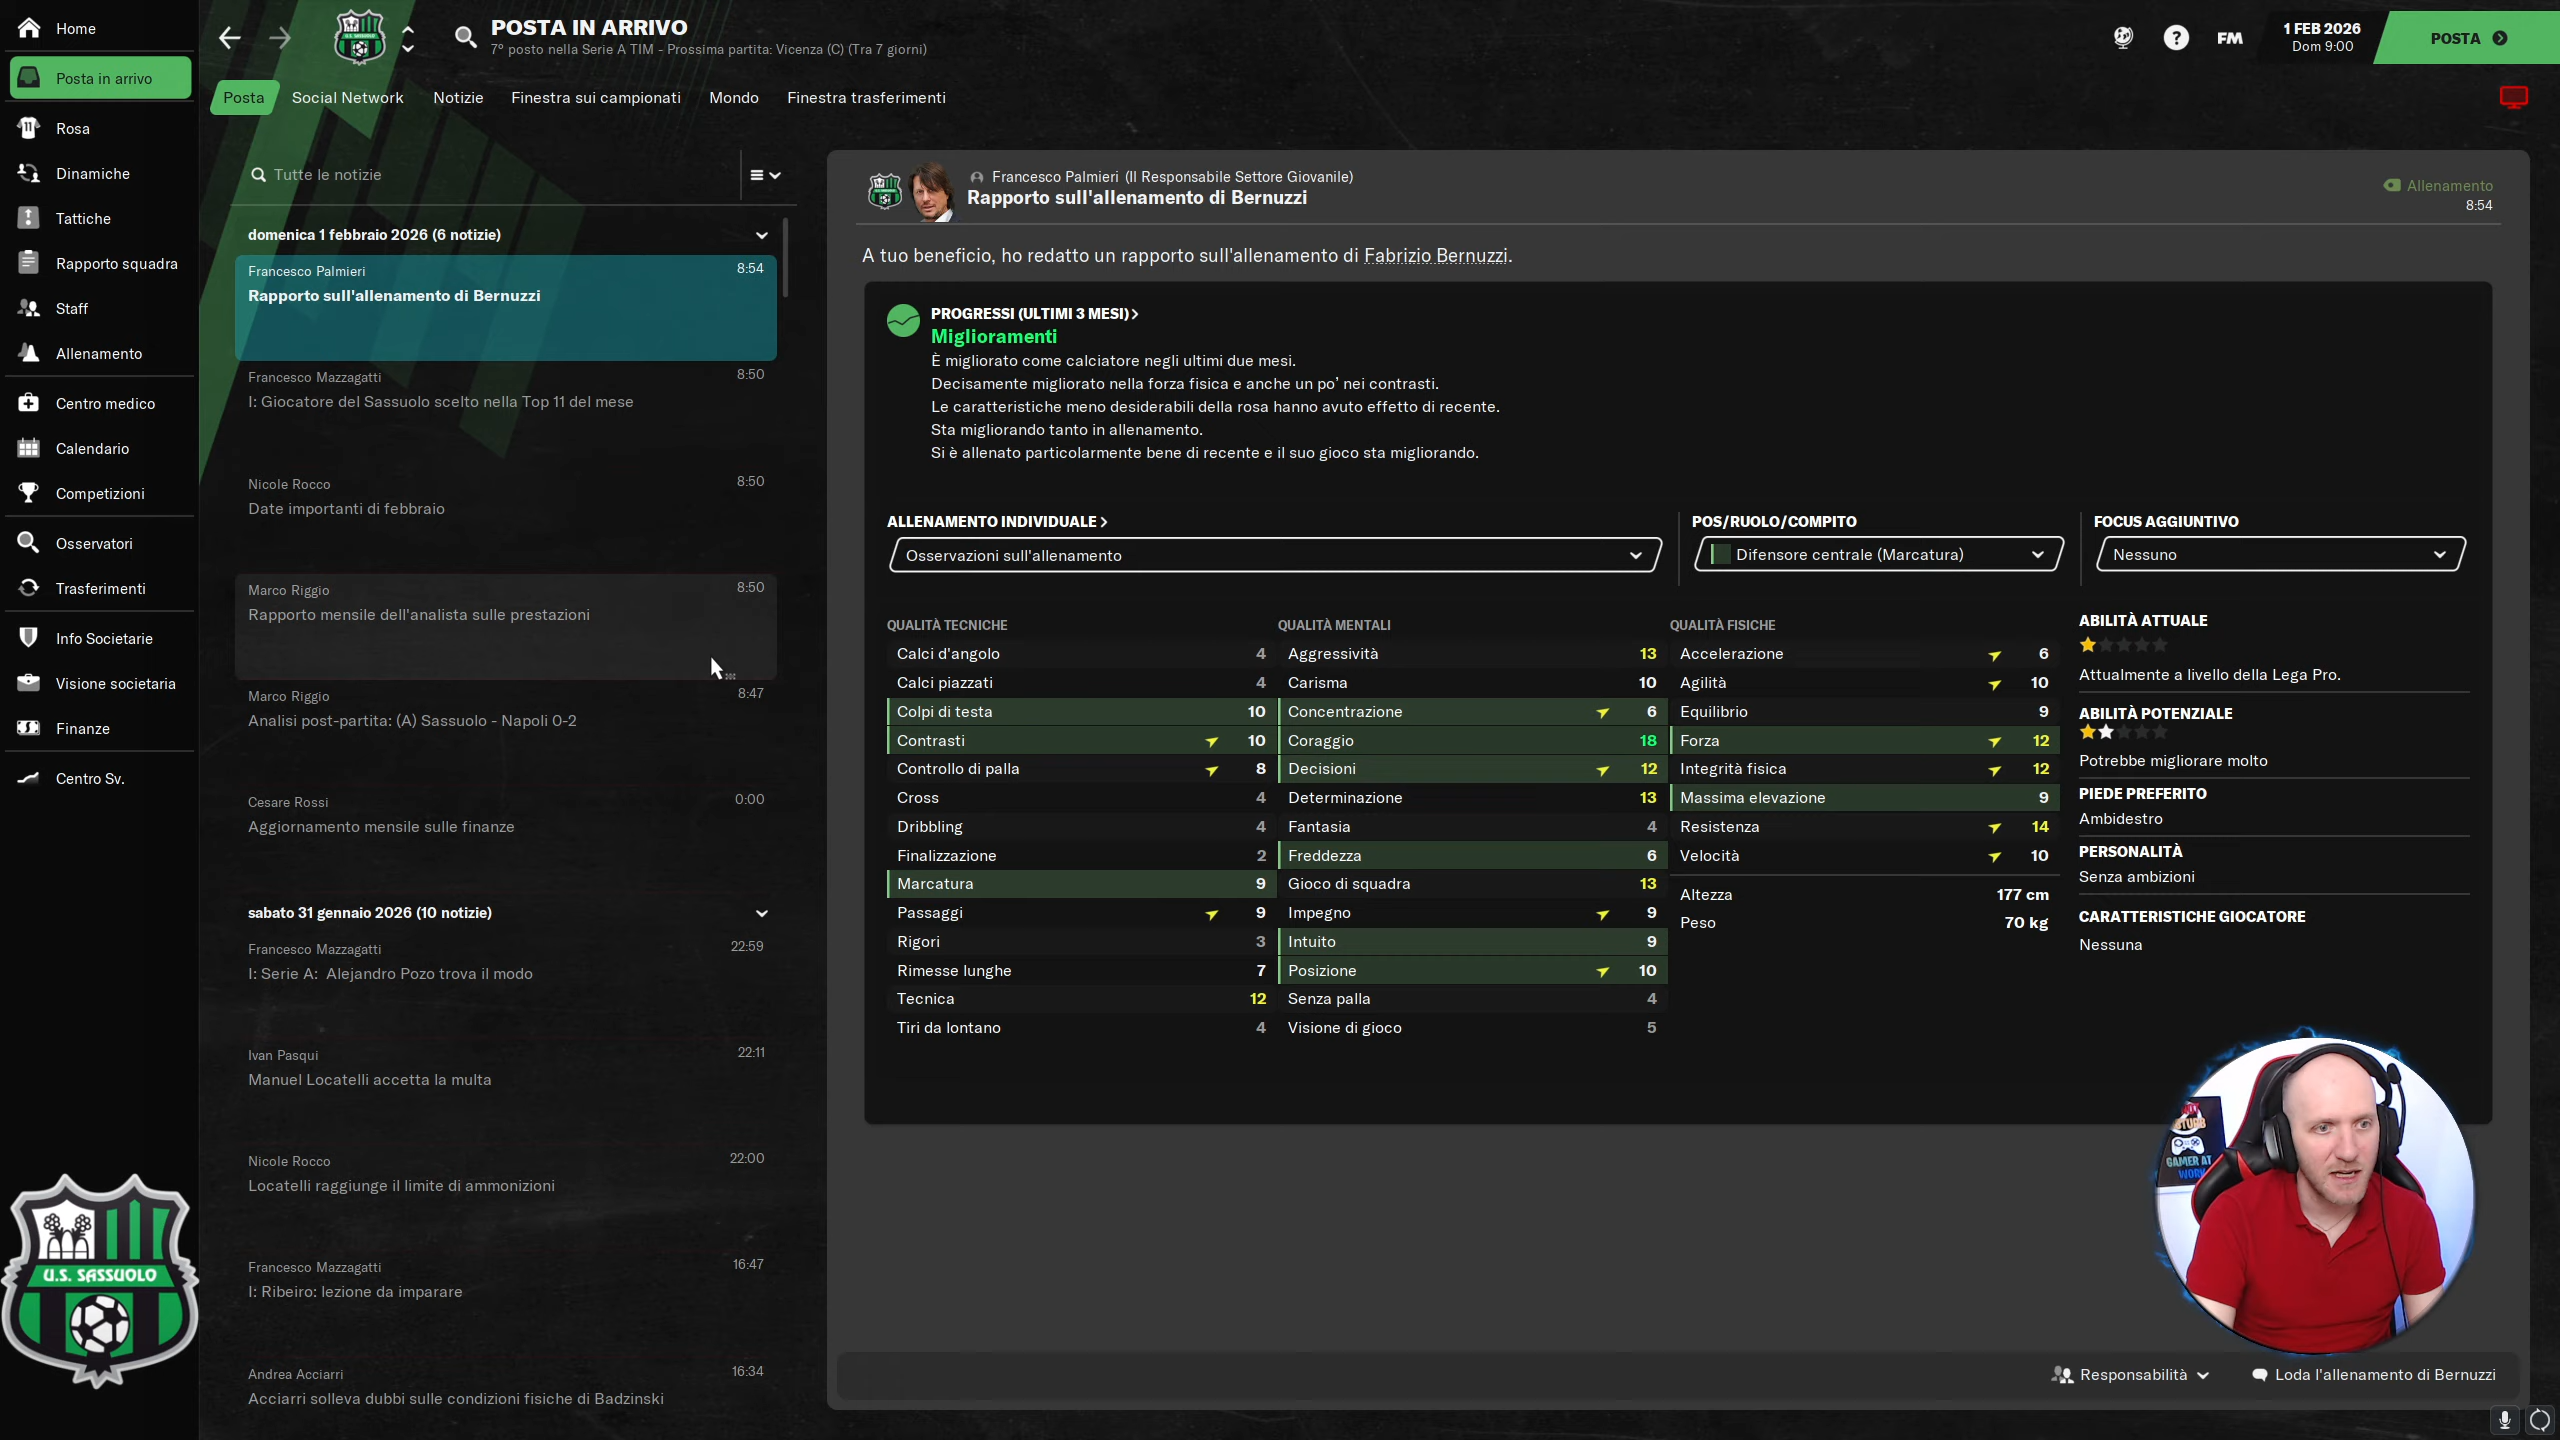 Home
Posta in arrivo
Rosa
Dinamiche
Tattiche
Rapporto squadra
Staff
Allenamento
Centro medico
Calendario
Competizioni
Osservatori
Trasferimenti
Info Societarie
Visione societaria
Finanze
Centro Sv.
U.S. SASSUOLO
POSTA IN ARRIVO
7° posto nella Serie A TIM - Prossima partita: Vicenza (C) (Tra 7 giorni)
FM
1 FEB 2026
Dom 9:00
POSTA
Posta Social Network Notizie Finestra sui campionati Mondo Finestra trasferimenti
Tutte le notizie
domenica 1 febbraio 2026 (6 notizie)
Francesco Palmieri 8:54
Rapporto sull'allenamento di Bernuzzi
Francesco Mazzagatti 8:50
I: Giocatore del Sassuolo scelto nella Top 11 del mese
Nicole Rocco 8:50
Date importanti di febbraio
Marco Riggio 8:50
Rapporto mensile dell'analista sulle prestazioni
Marco Riggio 8:47
Analisi post-partita: (A) Sassuolo - Napoli 0-2
Cesare Rossi 0:00
Aggiornamento mensile sulle finanze
sabato 31 gennaio 2026 (10 notizie)
Francesco Mazzagatti 22:59
I: Serie A: Alejandro Pozo trova il modo
Ivan Pasqui 22:11
Manuel Locatelli accetta la multa
Nicole Rocco 22:00
Locatelli raggiunge il limite di ammonizioni
Francesco Mazzagatti 16:47
I: Ribeiro: lezione da imparare
Andrea Acciarri 16:34
Acciarri solleva dubbi sulle condizioni fisiche di Badzinski
Francesco Palmieri (Il Responsabile Settore Giovanile)
Rapporto sull'allenamento di Bernuzzi
Allenamento
8:54
A tuo beneficio, ho redatto un rapporto sull'allenamento di Fabrizio Bernuzzi.
PROGRESSI (ULTIMI 3 MESI)
Miglioramenti
È migliorato come calciatore negli ultimi due mesi.
Decisamente migliorato nella forza fisica e anche un po' nei contrasti.
Le caratteristiche meno desiderabili della rosa hanno avuto effetto di recente.
Sta migliorando tanto in allenamento.
Si è allenato particolarmente bene di recente e il suo gioco sta migliorando.
ALLENAMENTO INDIVIDUALE
Osservazioni sull'allenamento
POS/RUOLO/COMPITO
Difensore centrale (Marcatura)
FOCUS AGGIUNTIVO
Nessuno
QUALITÀ TECNICHE
Calci d'angolo 4
Calci piazzati 4
Colpi di testa 10
Contrasti 10
Controllo di palla 8
Cross 4
Dribbling 4
Finalizzazione 2
Marcatura 9
Passaggi 9
Rigori 3
Rimesse lunghe 7
Tecnica 12
Tiri da lontano 4
QUALITÀ MENTALI
Aggressività 13
Carisma 10
Concentrazione 6
Coraggio 18
Decisioni 12
Determinazione 13
Fantasia 4
Freddezza 6
Gioco di squadra 13
Impegno 9
Intuito 9
Posizione 10
Senza palla 4
Visione di gioco 5
QUALITÀ FISICHE
Accelerazione 6
Agilità 10
Equilibrio 9
Forza 12
Integrità fisica 12
Massima elevazione 9
Resistenza 14
Velocità 10
Altezza 177 cm
Peso 70 kg
ABILITÀ ATTUALE
Attualmente a livello della Lega Pro.
ABILITÀ POTENZIALE
Potrebbe migliorare molto
PIEDE PREFERITO
Ambidestro
PERSONALITÀ
Senza ambizioni
CARATTERISTICHE GIOCATORE
Nessuna
GAMER AT
WORK
Responsabilità
Loda l'allenamento di Bernuzzi